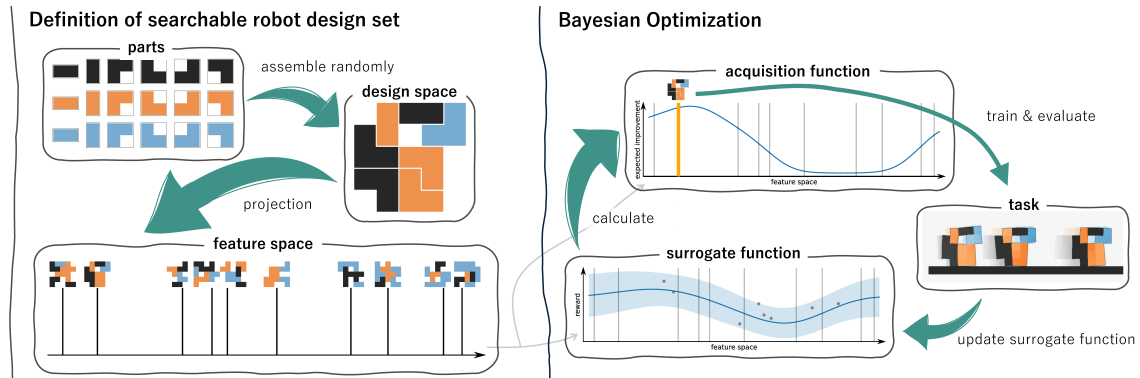 Definition of searchable robot design set
parts
assemble randomly
design space
projection
feature space
Bayesian Optimization
acquisition function
expected improvement
feature space
train & evaluate
calculate
task
surrogate function
reward
feature space
update surrogate function